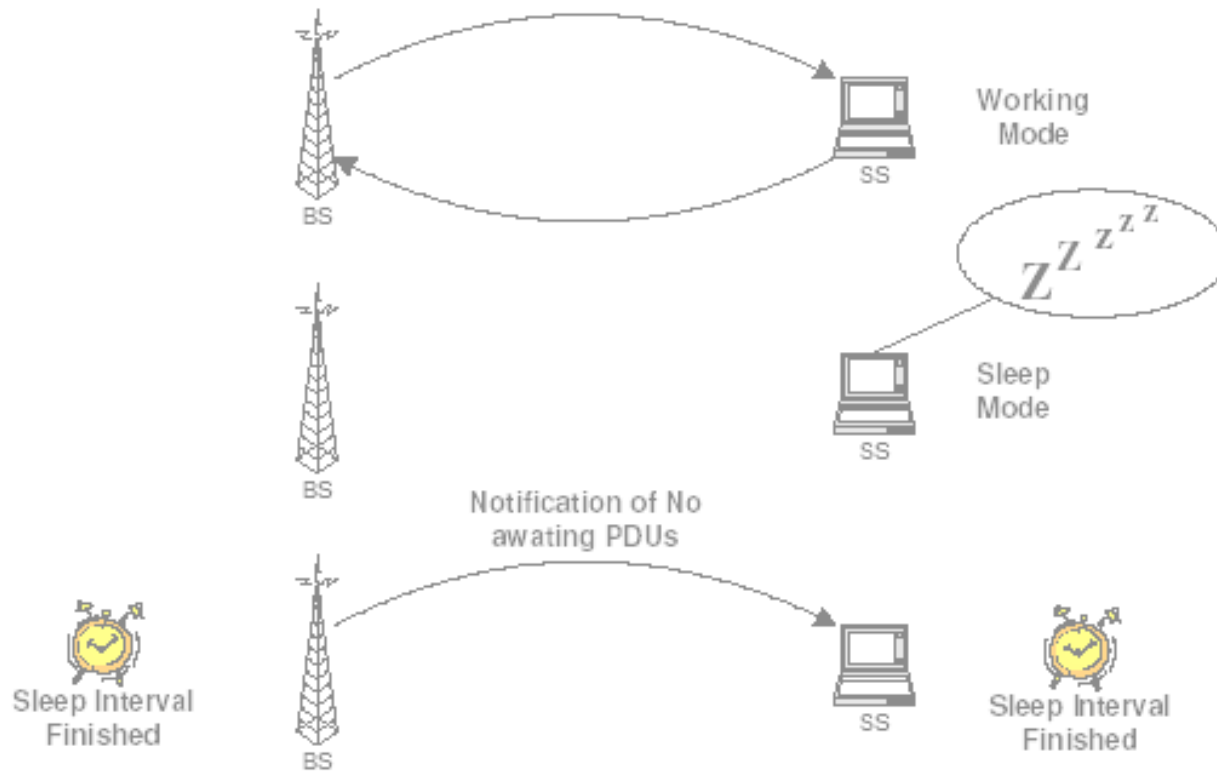 Working
Mode
SS
BS
Z Z z z z
Sleep
Mode
SS
BS
Notification of No
awating PDUs
Sleep Interval
Finished
SS
Sleep Interval
Finished
BS